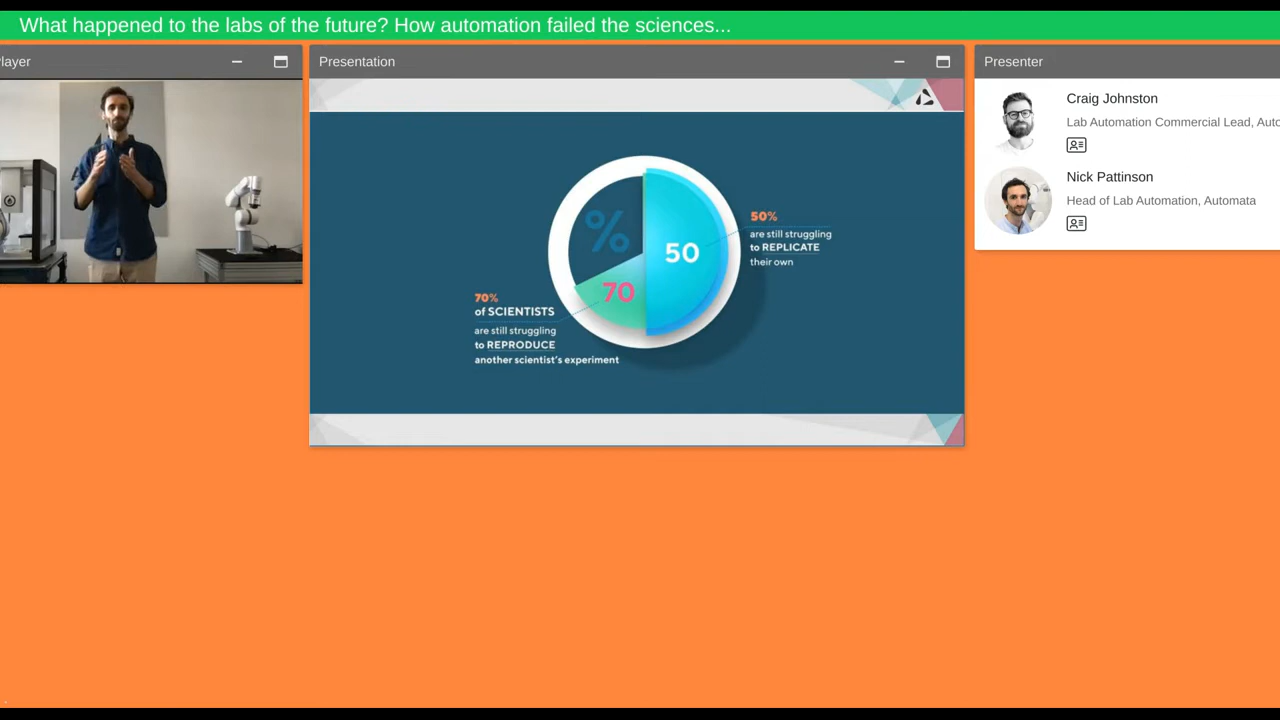 What happened to the labs of the future? How automation failed the sciences...
layer
Presentation
%
50
70
50%
are still struggling
to REPLICATE
their own
70%
of SCIENTISTS
are still struggling
to REPRODUCE
another scientist's experiment
Presenter
Craig Johnston
Lab Automation Commercial Lead, Auto
Nick Pattinson
Head of Lab Automation, Automata